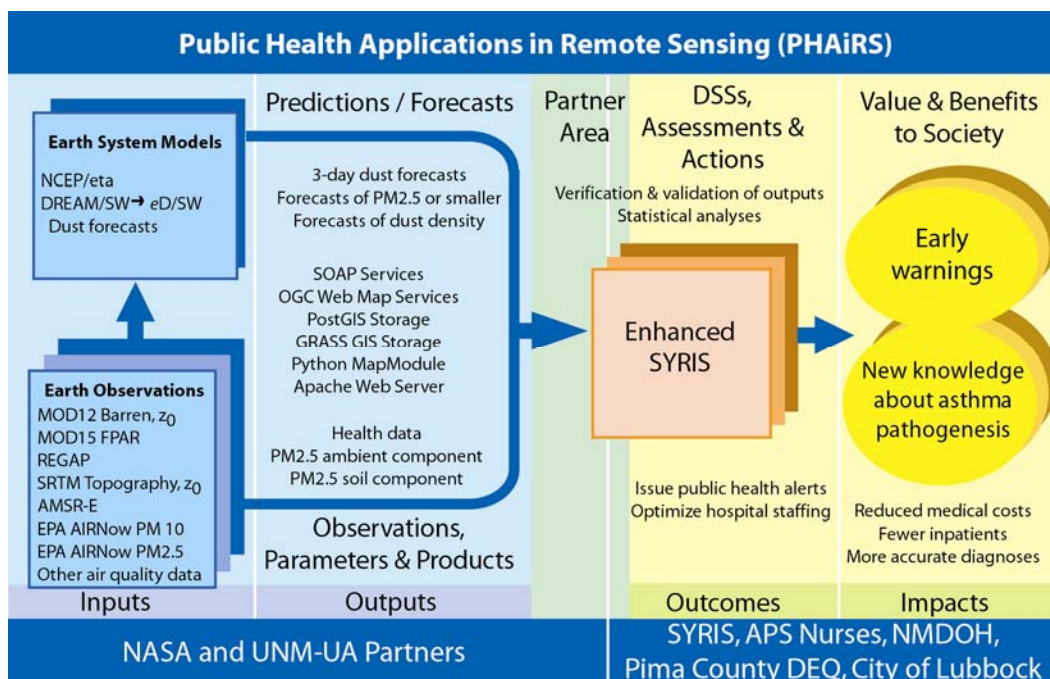 Public Health Applications in Remote Sensing (PHAiRS)
Earth System Models
NCEP/eta
DREAM/SW➔ eD/SW
Dust forecasts
Earth Observations
MOD12 Barren, z0
MOD15 FPAR
REGAP
SRTM Topography, z0
AMSR-E
EPA AIRNow PM 10
EPA AIRNow PM2.5
Other air quality data
Inputs
Predictions / Forecasts
3-day dust forecasts
Forecasts of PM2.5 or smaller
Forecasts of dust density
SOAP Services
OGC Web Map Services
PostGIS Storage
GRASS GIS Storage
Python MapModule
Apache Web Server
Health data
PM2.5 ambient component
PM2.5 soil component
Observations,
Parameters & Products
Outputs
Partner
Area
DSSs,
Assessments &
Actions
Verification & validation of outputs
Statistical analyses
Enhanced
SYRIS
Issue public health alerts
Optimize hospital staffing
Outcomes
Value & Benefits
to Society
Early
warnings
New knowledge
about asthma
pathogenesis
Reduced medical costs
Fewer inpatients
More accurate diagnoses
Impacts
NASA and UNM-UA Partners
SYRIS, APS Nurses, NMDOH,
Pima County DEQ, City of Lubbock